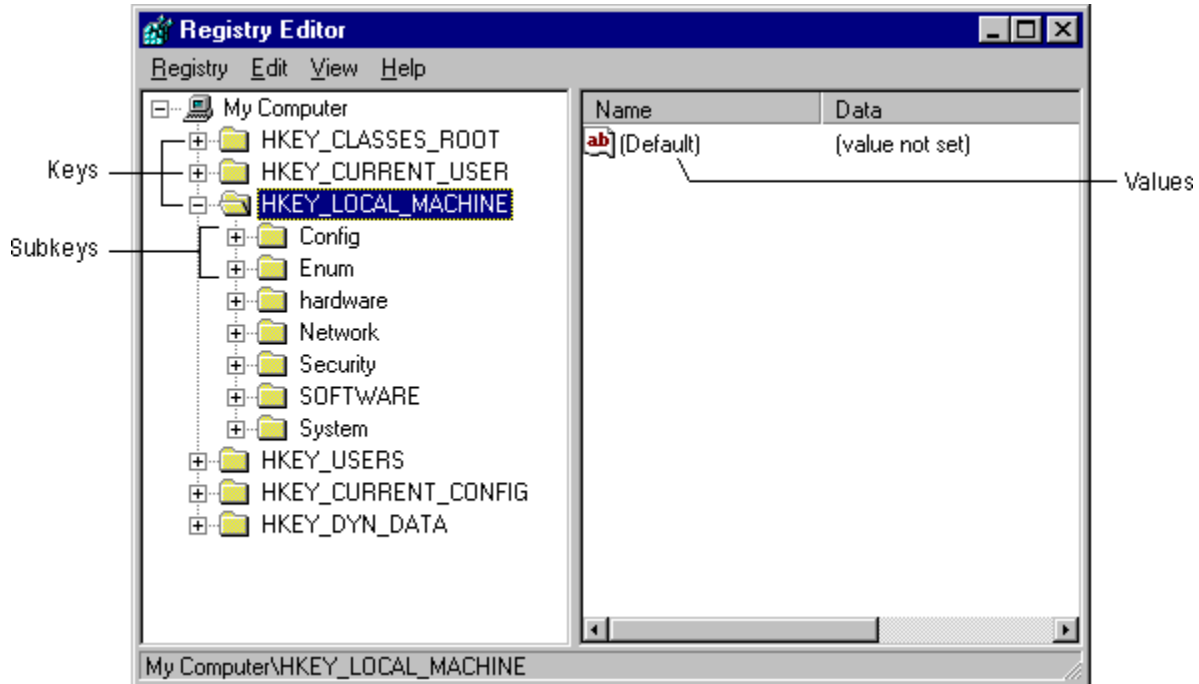 Registry Editor
Registry Edit View Help
My Computer
HKEY_CLASSES_ROOT
HKEY_CURRENT_USER
HKEY_LOCAL_MACHINE
Config
Enum
hardware
Network
Security
SOFTWARE
System
HKEY_USERS
HKEY_CURRENT_CONFIG
HKEY_DYN_DATA
Name Data
ab (Default) (value not set)
My Computer\HKEY_LOCAL_MACHINE
Keys
Subkeys
Values